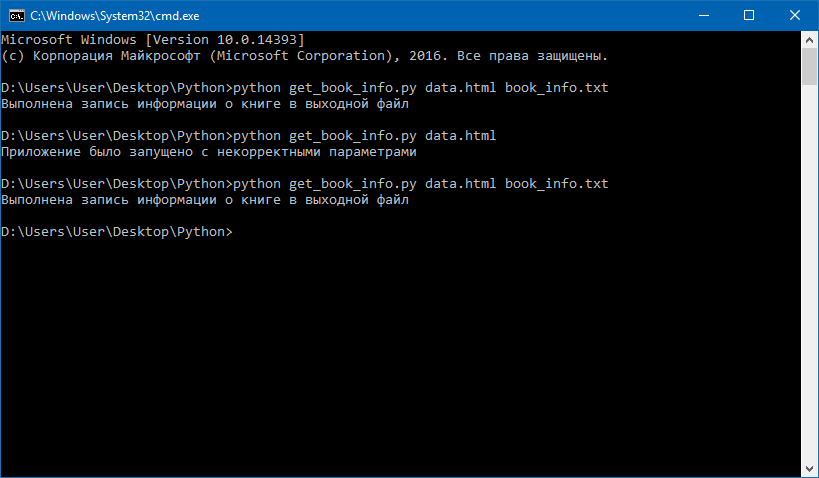 C:\Windows\System32\cmd.exe
Microsoft Windows [Version 10.0.14393]
(c) Корпорация Майкрософт (Microsoft Corporation), 2016. Все права защищены.
D:\Users\User\Desktop\Python>python get_book_info.py data.html book_info.txt
Выполнена запись информации о книге в выходной файл
D:\Users\User\Desktop\Python>python get_book_info.py data.html
Приложение было запущено с некорректными параметрами
D:\Users\User\Desktop\Python>python get_book_info.py data.html book_info.txt
Выполнена запись информации о книге в выходной файл
D:\Users\User\Desktop\Python>